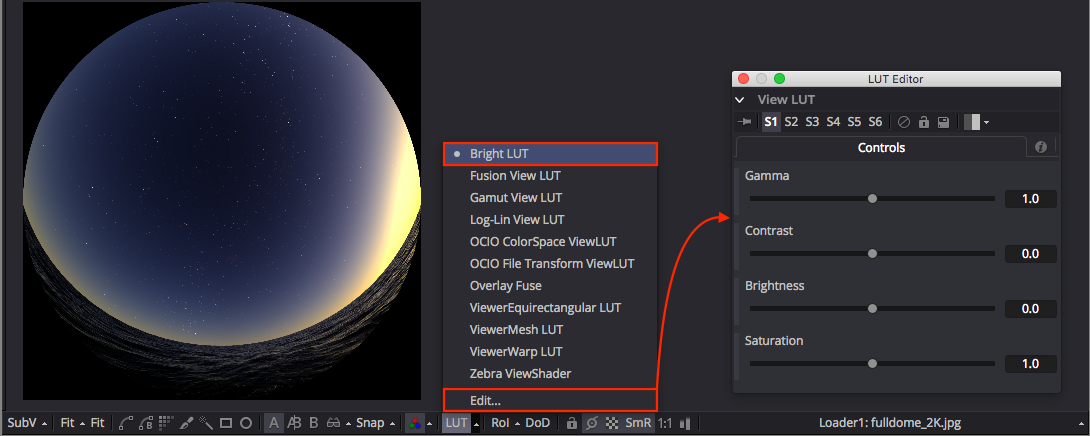 LUT Editor
View LUT
S1 S2 S3 S4 S5 S6
Controls
Gamma
1.0
Contrast
0.0
Brightness
0.0
Saturation
1.0
Bright LUT
Fusion View LUT
Gamut View LUT
Log-Lin View LUT
OCIO ColorSpace ViewLUT
OCIO File Transform ViewLUT
Overlay Fuse
ViewerEquirectangular LUT
ViewerMesh LUT
ViewerWarp LUT
Zebra ViewShader
Edit...
SubV Fit Fit A A/B B Snap LUT RoI DoD SmR 1:1 Loader1: fulldome_2K.jpg